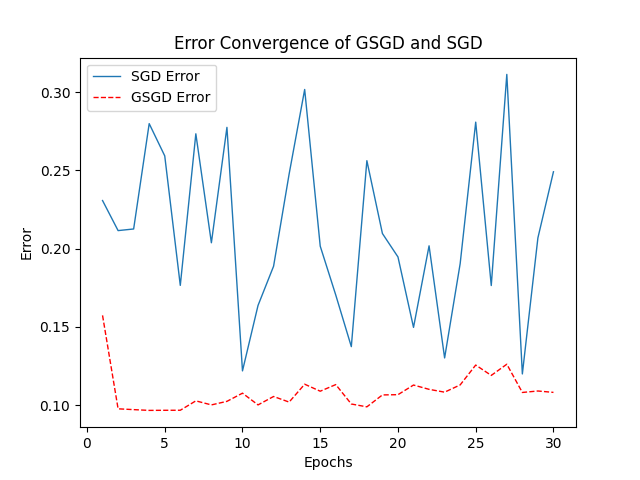 Error Convergence of GSGD and SGD
SGD Error
GSGD Error
0.30
0.25
0.20
0.15
0.10
Error
0 5 10 15 20 25 30
Epochs